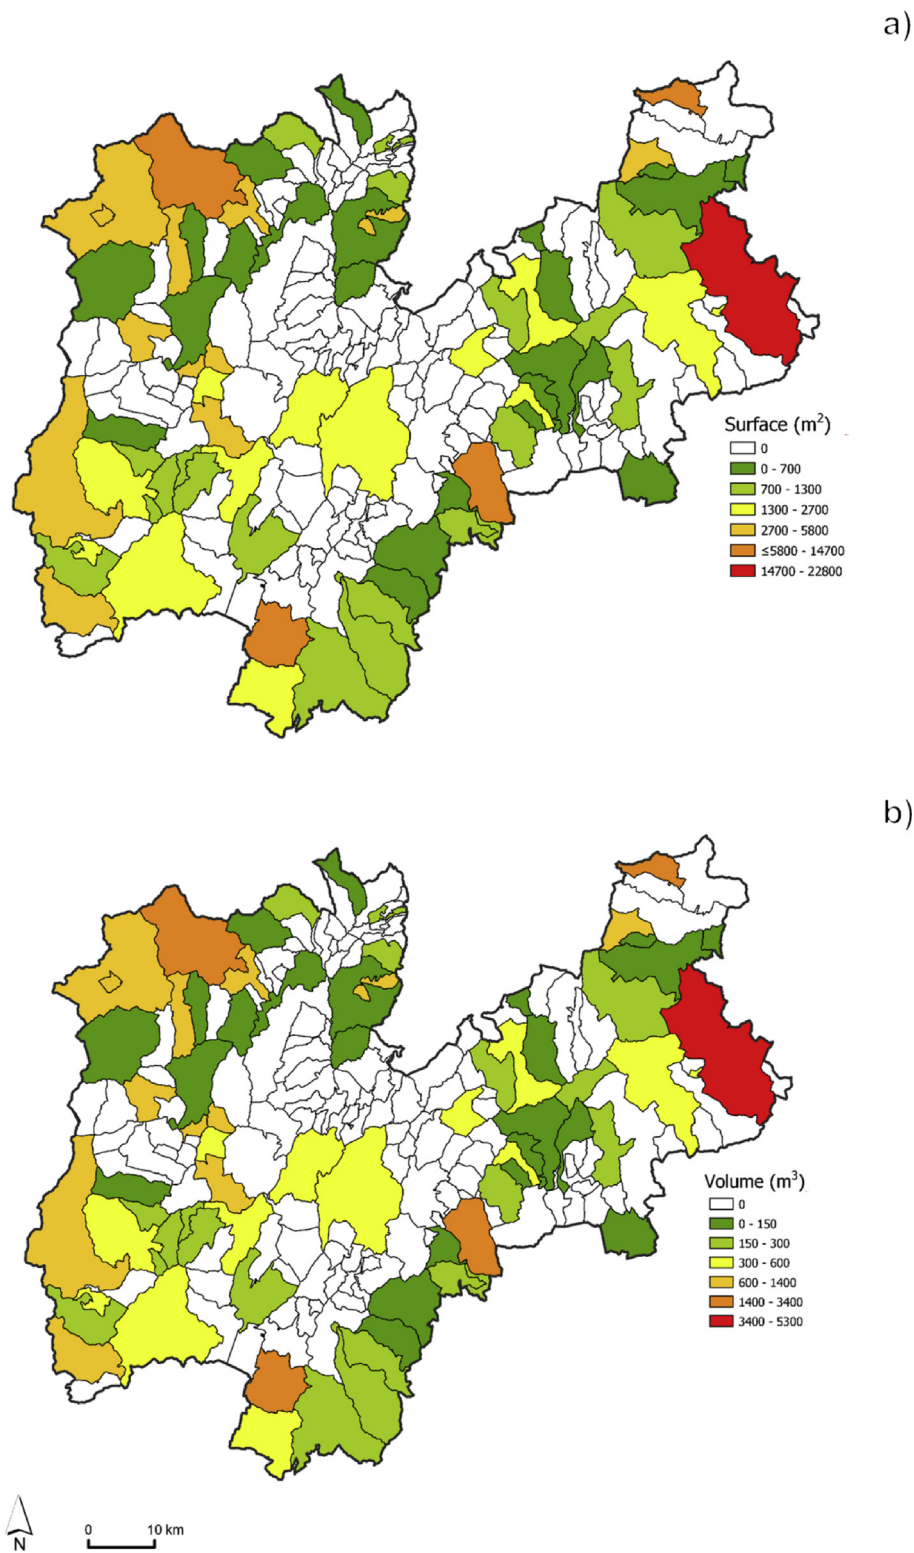 a)
Surface (m²)
0
0 - 700
700 - 1300
1300 - 2700
2700 - 5800
≤5800 - 14700
14700 - 22800
b)
Volume (m³)
0
0 - 150
150 - 300
300 - 600
600 - 1400
1400 - 3400
3400 - 5300
N
0 10 km